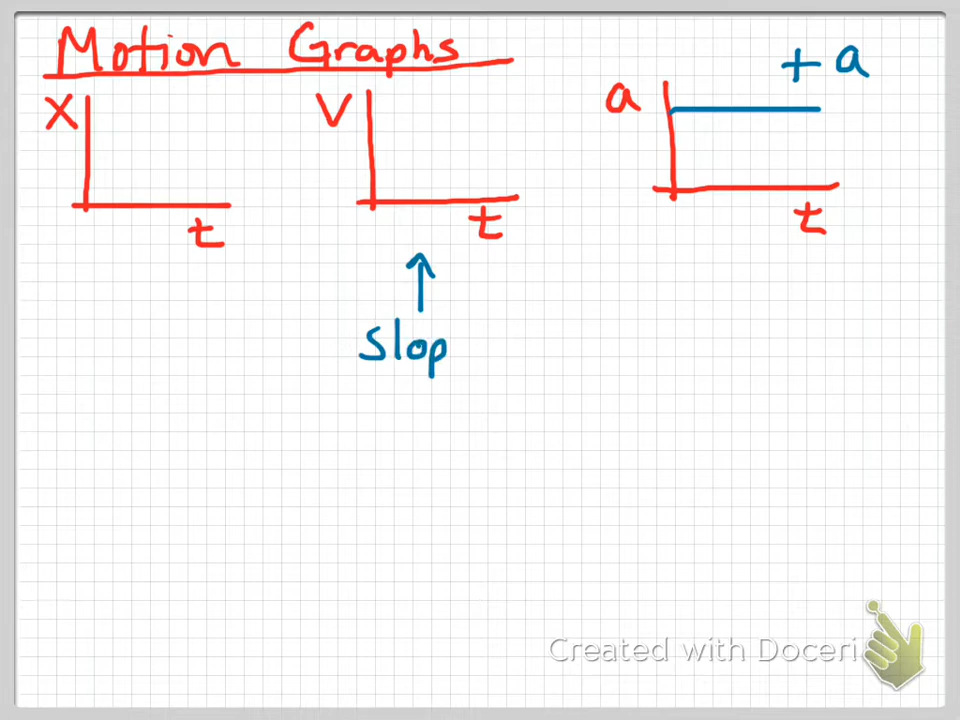 Motion Graphs
+ a
X
V
a
t
t
t
Slop
Created with Doceri